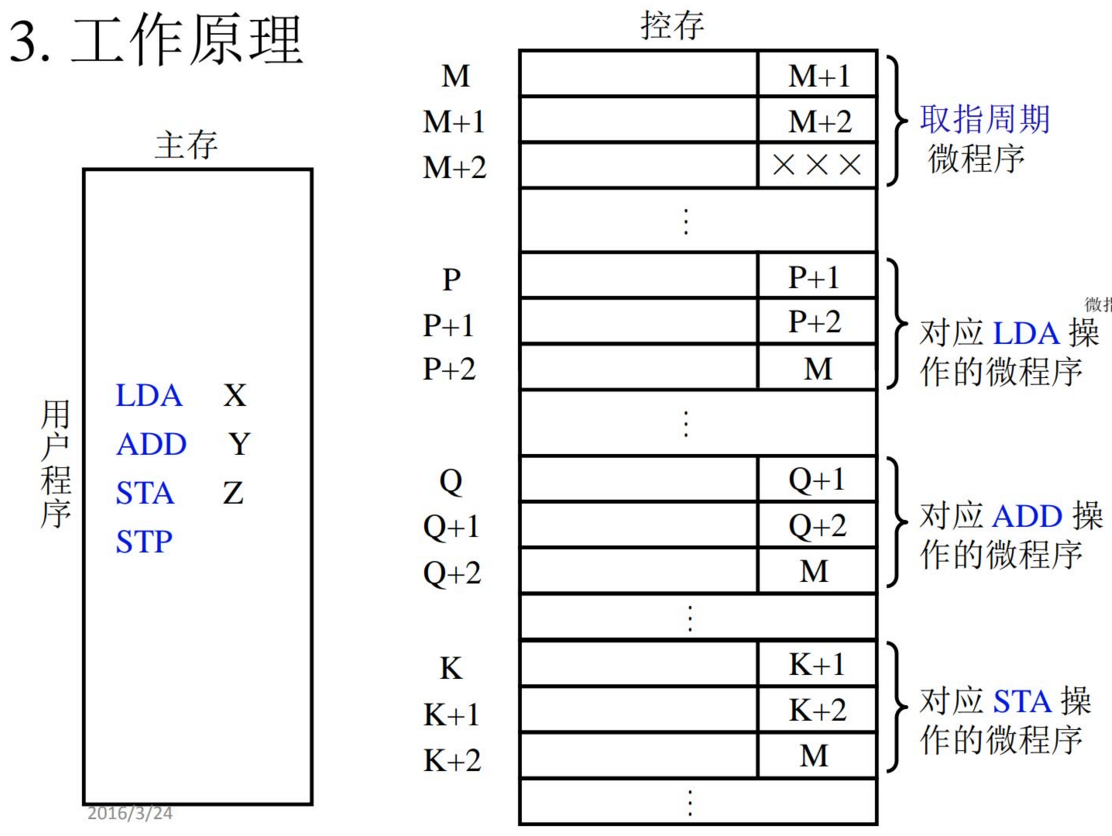 3. 工作原理
主存
用户程序
LDA X
ADD Y
STA Z
STP
2016/3/24
控存
M M+1
M+1 M+2
M+2 ×××
取指周期
微程序
⋮
P P+1
P+1 P+2
P+2 M
微指
对应 LDA 操
作的微程序
⋮
Q Q+1
Q+1 Q+2
Q+2 M
对应 ADD 操
作的微程序
⋮
K K+1
K+1 K+2
K+2 M
对应 STA 操
作的微程序
⋮